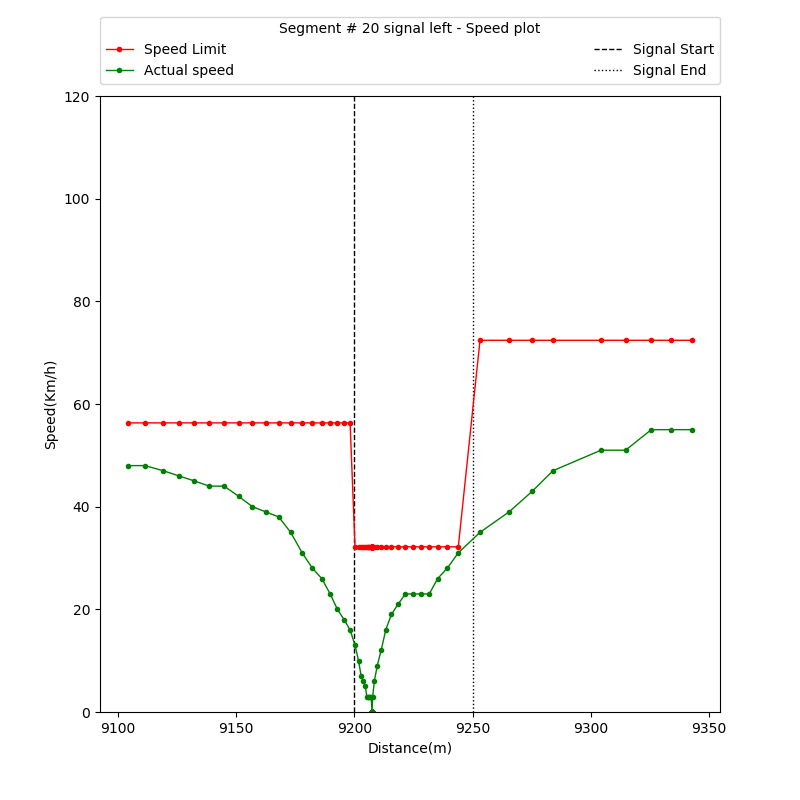 Segment # 20 signal left - Speed plot
Speed Limit
Actual speed
Signal Start
Signal End
120
100
80
60
40
20
0
Speed(Km/h)
9100 9150 9200 9250 9300 9350
Distance(m)